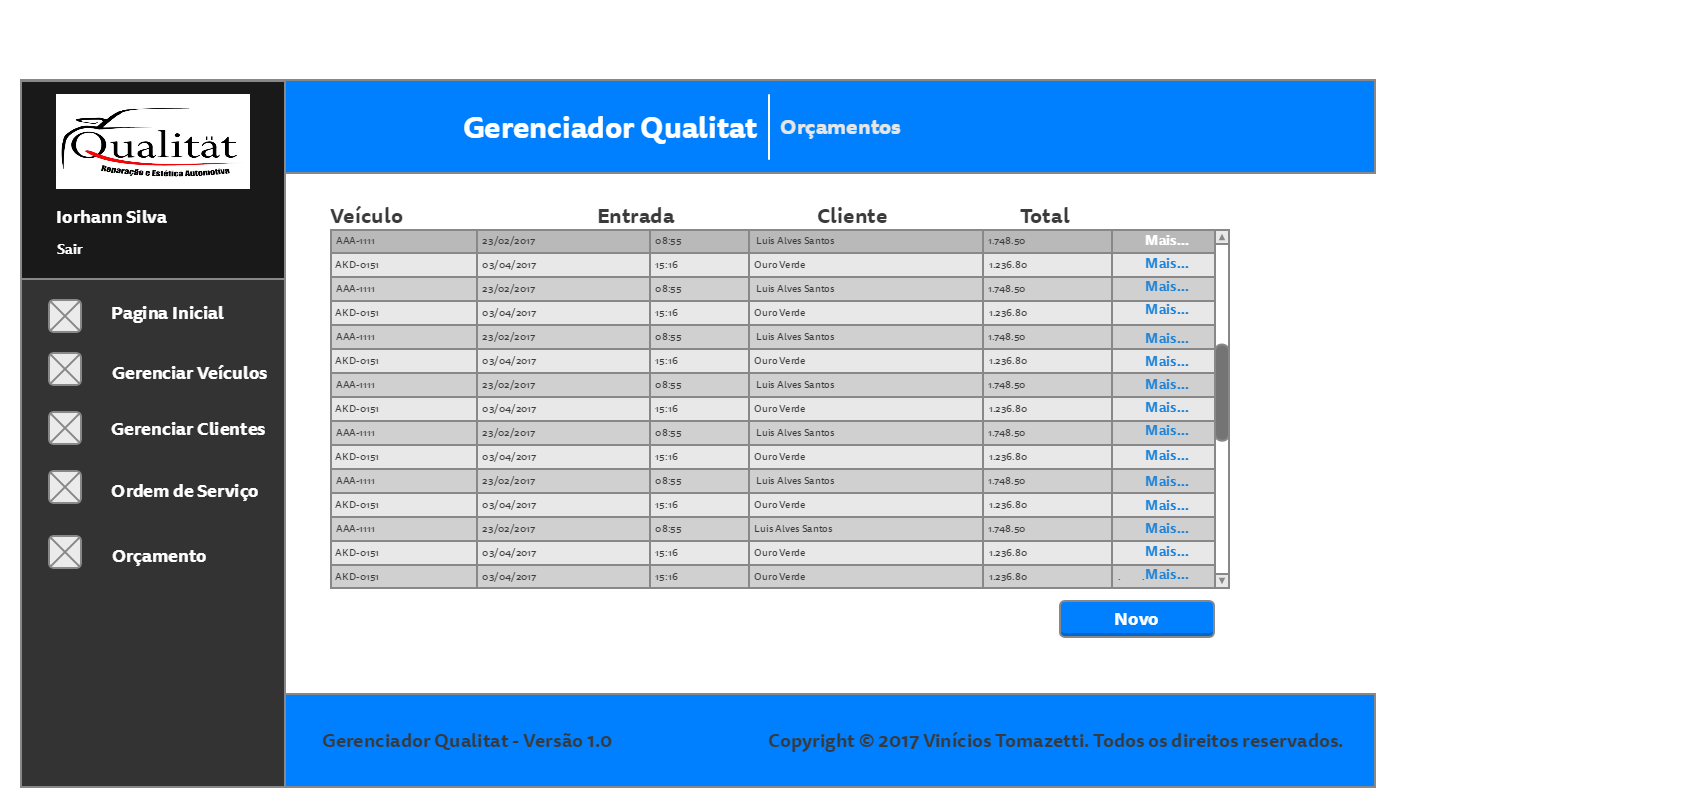 Qualität
Reparação e Estética Automotiva
Iorhann Silva
Sair
Pagina Inicial
Gerenciar Veículos
Gerenciar Clientes
Ordem de Serviço
Orçamento
Gerenciador Qualitat Orçamentos
Veículo Entrada Cliente Total
AAA-1111 23/02/2017 08:55 Luis Alves Santos 1.748.50 Mais...
AKD-0151 03/04/2017 15:16 Ouro Verde 1.236.80 Mais...
AAA-1111 23/02/2017 08:55 Luis Alves Santos 1.748.50 Mais...
AKD-0151 03/04/2017 15:16 Ouro Verde 1.236.80 Mais...
AAA-1111 23/02/2017 08:55 Luis Alves Santos 1.748.50 Mais...
AKD-0151 03/04/2017 15:16 Ouro Verde 1.236.80 Mais...
AAA-1111 23/02/2017 08:55 Luis Alves Santos 1.748.50 Mais...
AKD-0151 03/04/2017 15:16 Ouro Verde 1.236.80 Mais...
AAA-1111 23/02/2017 08:55 Luis Alves Santos 1.748.50 Mais...
AKD-0151 03/04/2017 15:16 Ouro Verde 1.236.80 Mais...
AAA-1111 23/02/2017 08:55 Luis Alves Santos 1.748.50 Mais...
AKD-0151 03/04/2017 15:16 Ouro Verde 1.236.80 Mais...
AAA-1111 23/02/2017 08:55 Luis Alves Santos 1.748.50 Mais...
AKD-0151 03/04/2017 15:16 Ouro Verde 1.236.80 Mais...
AKD-0151 03/04/2017 15:16 Ouro Verde 1.236.80 Mais...
Novo
Gerenciador Qualitat - Versão 1.0 Copyright © 2017 Vinícios Tomazetti. Todos os direitos reservados.